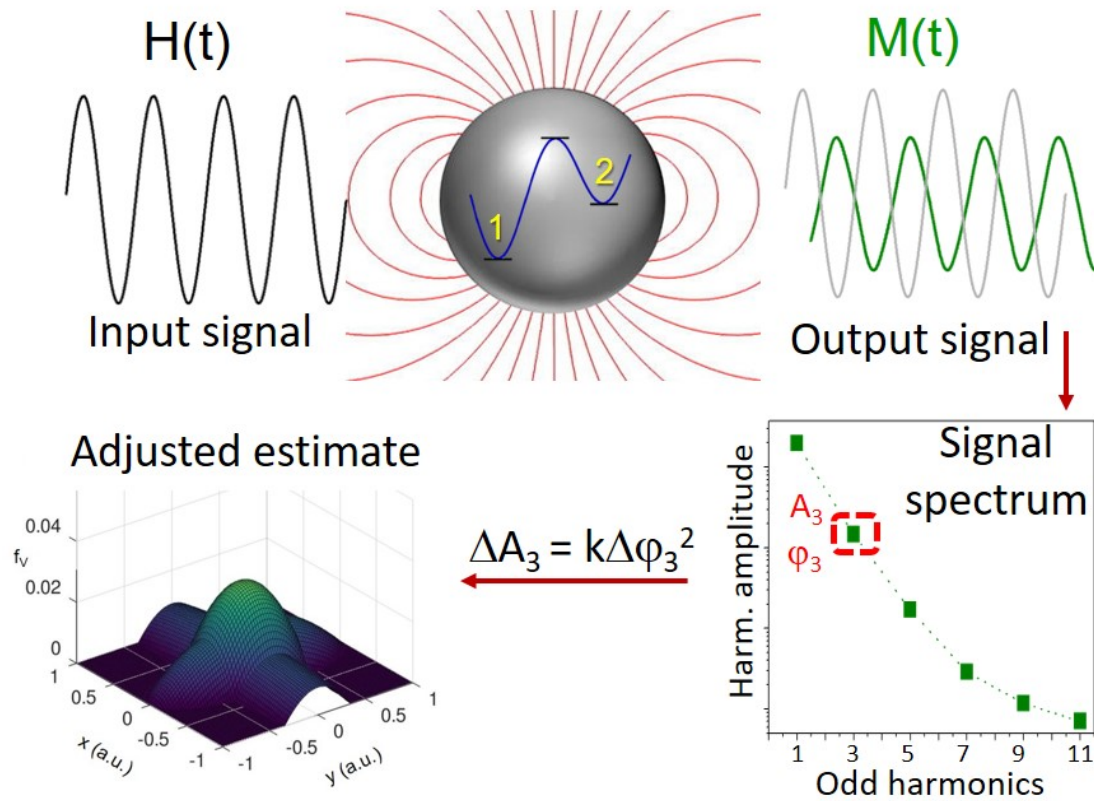 H(t)
M(t)
1
2
Input signal
Output signal
Adjusted estimate
0.04
f_V
0.02
0
1
0.5
0
-0.5
-1
x (a.u.)
-1
-0.5
0
0.5
1
y (a.u.)
ΔA₃ = kΔφ₃²
Signal
spectrum
A₃
φ₃
Harm. amplitude
1 3 5 7 9 11
Odd harmonics